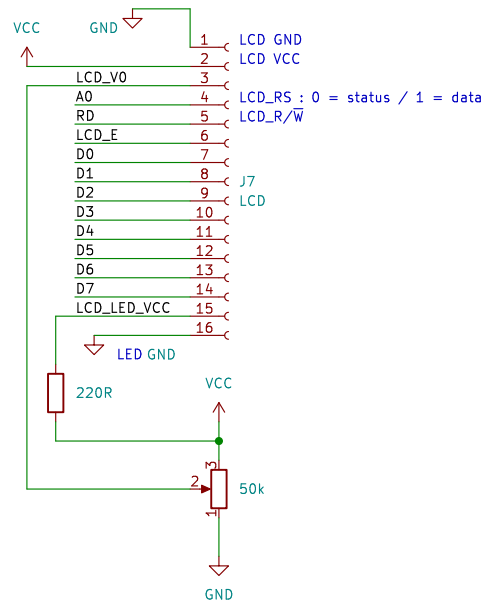 VCC
GND
1 LCD GND
2 LCD VCC
LCD_V0 3
A0 4 LCD_RS : 0 = status / 1 = data
RD 5 LCD_R/W̅
LCD_E 6
D0 7
D1 8 J7
D2 9 LCD
D3 10
D4 11
D5 12
D6 13
D7 14
LCD_LED_VCC 15
16
LED GND
VCC
220R
3
2 50k
1
GND